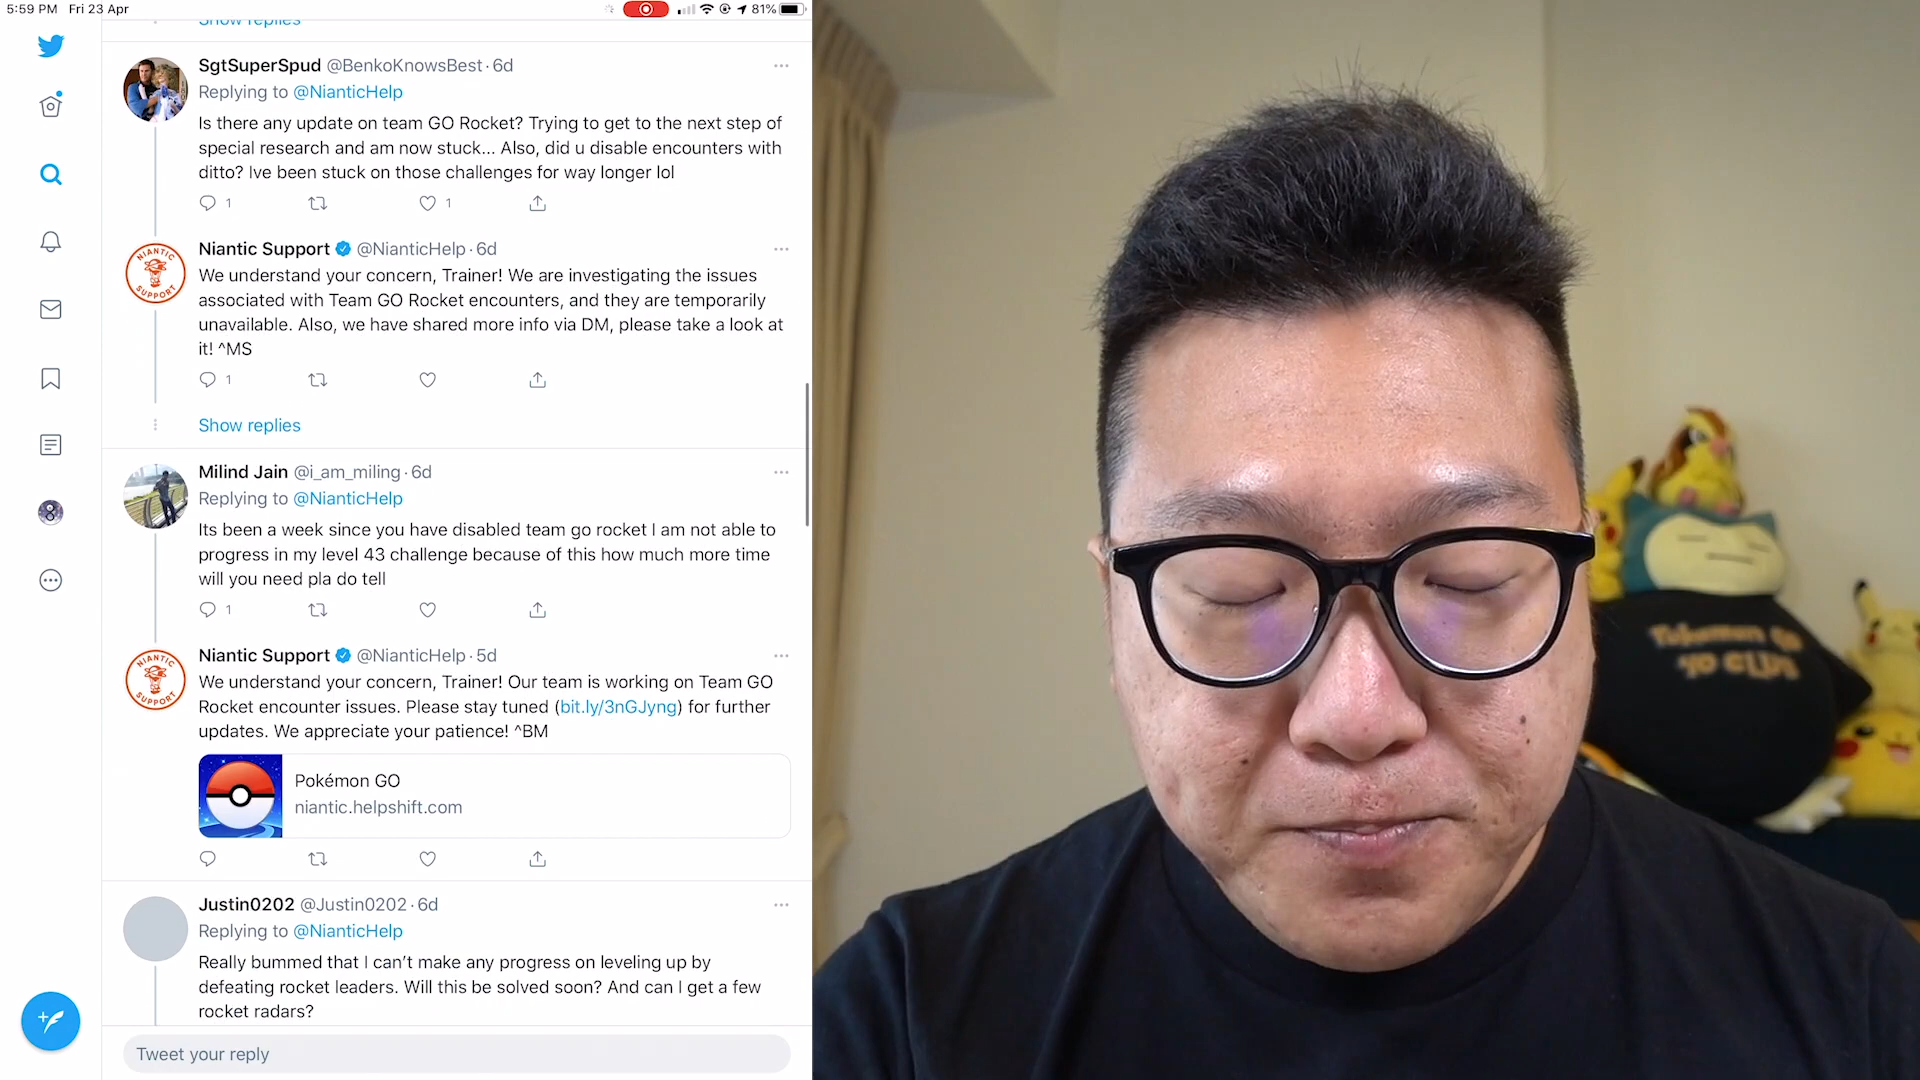 5:59 PM Fri 23 Apr
81%
Show replies
SgtSuperSpud @BenkoKnowsBest · 6d
Replying to @NianticHelp
Is there any update on team GO Rocket? Trying to get to the next step of
special research and am now stuck... Also, did u disable encounters with
ditto? Ive been stuck on those challenges for way longer lol
1
1
NIANTIC
SUPPORT
Niantic Support @NianticHelp · 6d
We understand your concern, Trainer! We are investigating the issues
associated with Team GO Rocket encounters, and they are temporarily
unavailable. Also, we have shared more info via DM, please take a look at
it! ^MS
1
Show replies
Milind Jain @i_am_miling · 6d
Replying to @NianticHelp
Its been a week since you have disabled team go rocket I am not able to
progress in my level 43 challenge because of this how much more time
will you need pla do tell
1
NIANTIC
SUPPORT
Niantic Support @NianticHelp · 5d
We understand your concern, Trainer! Our team is working on Team GO
Rocket encounter issues. Please stay tuned (bit.ly/3nGJyng) for further
updates. We appreciate your patience! ^BM
Pokémon GO
niantic.helpshift.com
Justin0202 @Justin0202 · 6d
Replying to @NianticHelp
Really bummed that I can't make any progress on leveling up by
defeating rocket leaders. Will this be solved soon? And can I get a few
rocket radars?
Tweet your reply